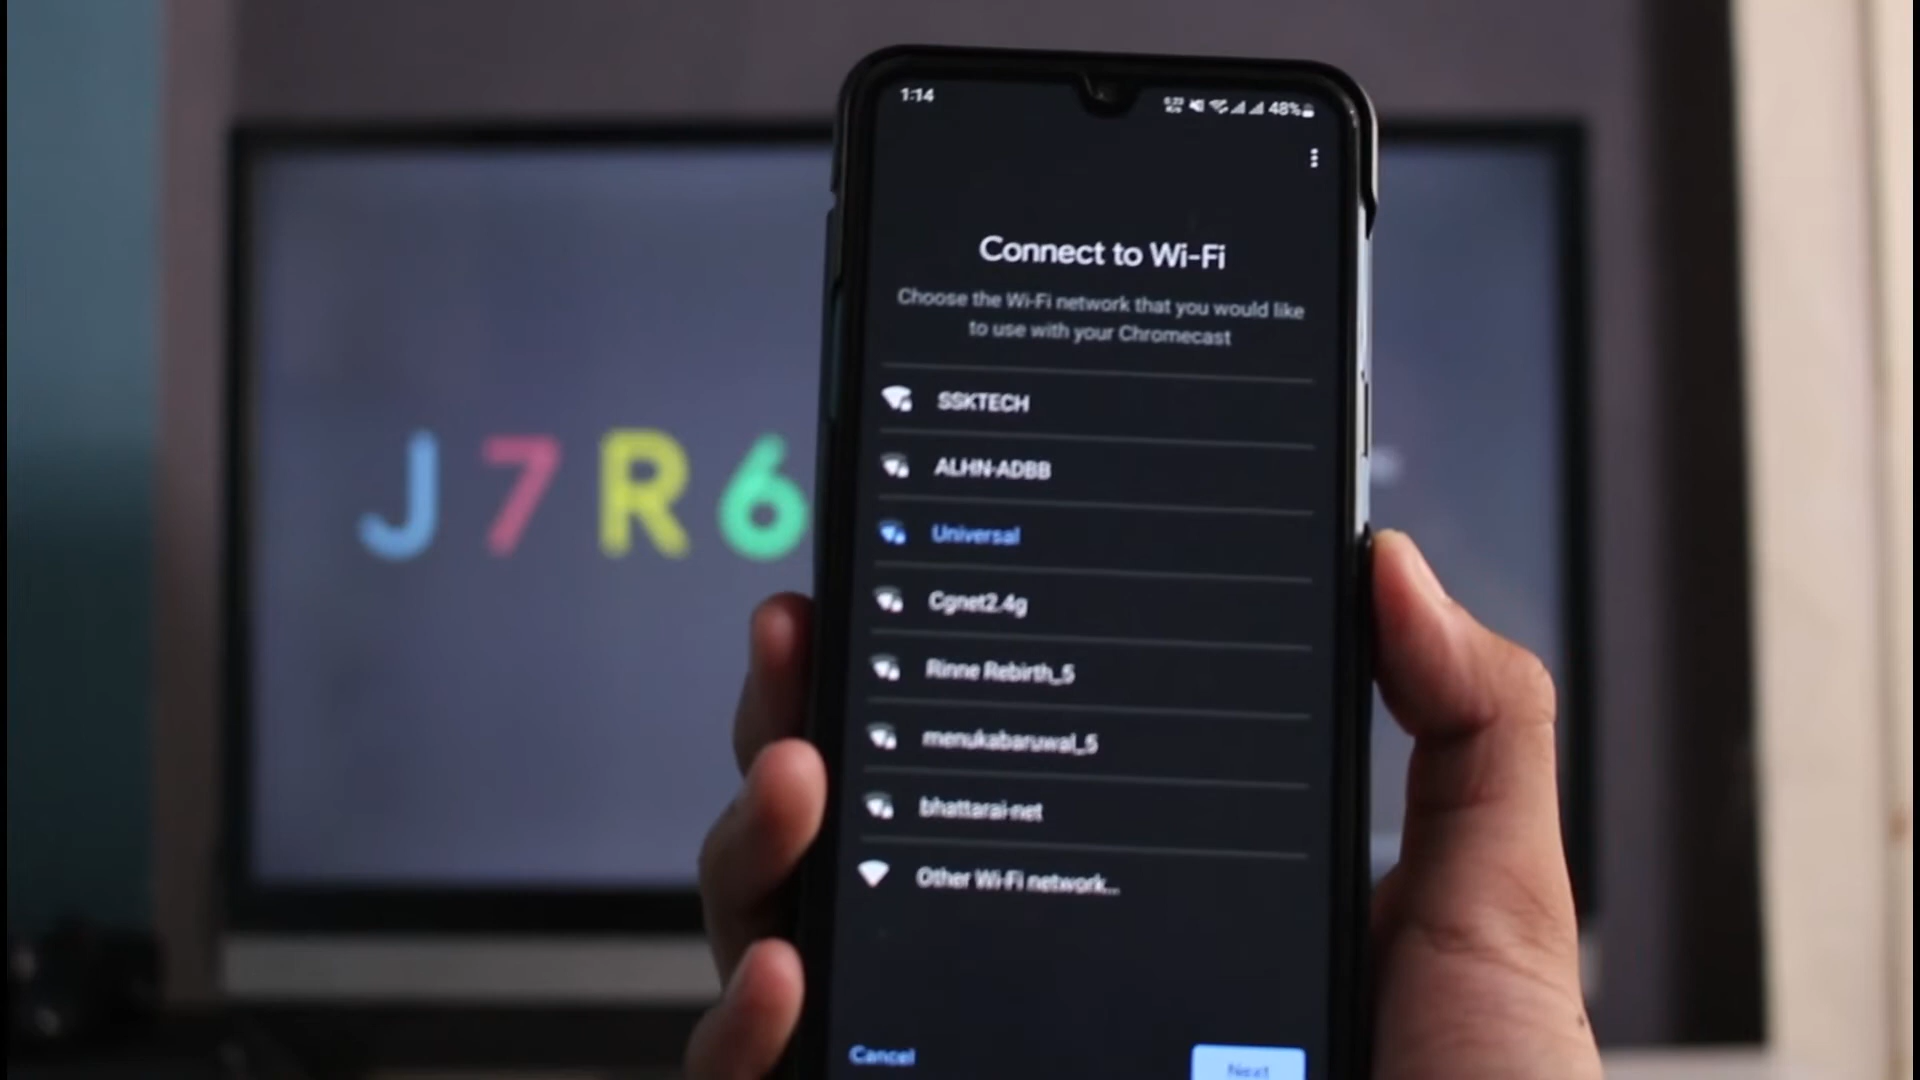 1:14
48%
Connect to Wi-Fi
Choose the Wi-Fi network that you would like
to use with your Chromecast
SSKTECH
ALHN-ADBB
Universal
Cgnet2.4g
Rinne Rebirth_5
menukabaruwal_5
bhattarai-net
Other Wi-Fi network...
Cancel
Next
J7R6